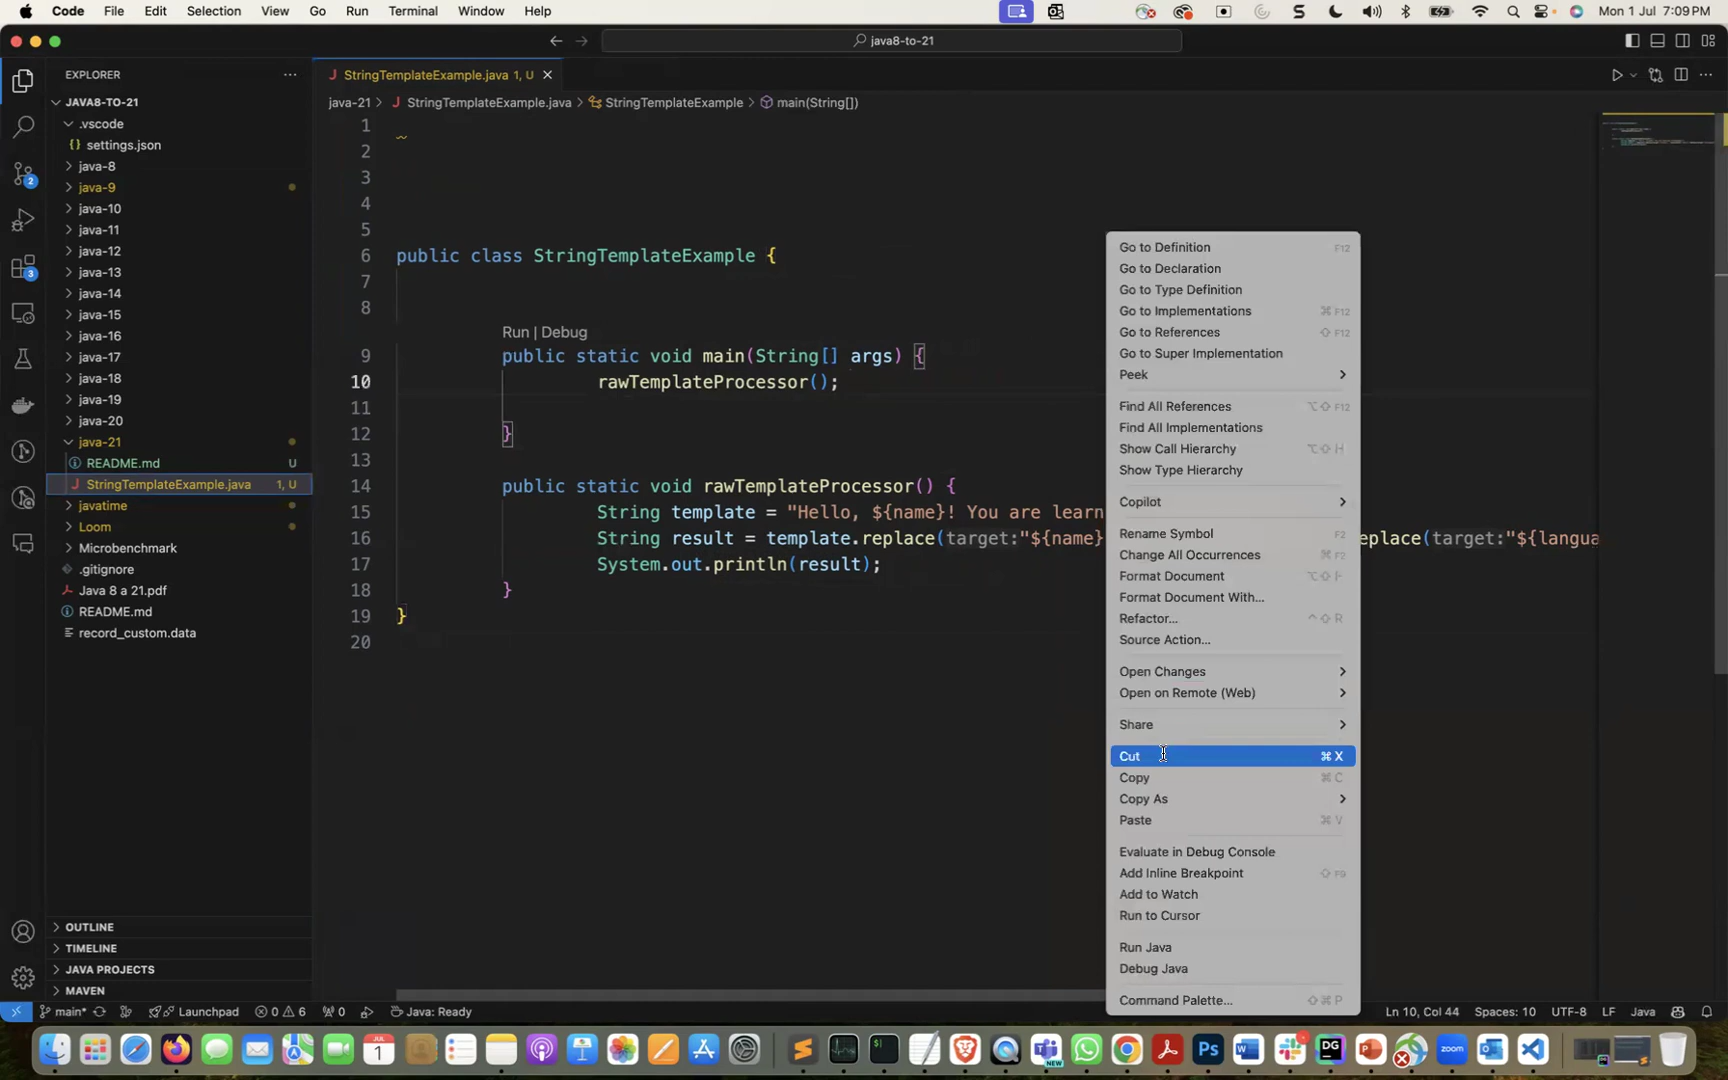 Code File Edit Selection View Go Run Terminal Window Help
Mon 1 Jul 7:09 PM
java8-to-21
EXPLORER
StringTemplateExample.java 1, U
JAVA8-TO-21
java-21 > StringTemplateExample.java > StringTemplateExample > main(String[])
.vscode
settings.json
java-8
java-9
java-10
java-11
java-12
java-13
java-14
java-15
java-16
java-17
java-18
java-19
java-20
java-21
README.md U
StringTemplateExample.java 1, U
javatime
Loom
Microbenchmark
.gitignore
Java 8 a 21.pdf
README.md
record_custom.data
OUTLINE
TIMELINE
JAVA PROJECTS
MAVEN
1
2
3
4
5
6 public class StringTemplateExample {
7
8
Run | Debug
9 public static void main(String[] args) {
10 rawTemplateProcessor();
11
12 }
13
14 public static void rawTemplateProcessor() {
15 String template = "Hello, ${name}! You are learn
16 String result = template.replace(target:"${name} eplace(target:"${langua
17 System.out.println(result);
18 }
19 }
20
Go to Definition F12
Go to Declaration
Go to Type Definition
Go to Implementations ⌘ F12
Go to References ⇧ F12
Go to Super Implementation
Peek
Find All References ⌥⇧ F12
Find All Implementations
Show Call Hierarchy ⌥⇧ H
Show Type Hierarchy
Copilot
Rename Symbol F2
Change All Occurrences ⌘ F2
Format Document
Format Document With...
Refactor... ^⇧ R
Source Action...
Open Changes
Open on Remote (Web)
Share
Cut ⌘ X
Copy ⌘ C
Copy As
Paste ⌘ V
Evaluate in Debug Console
Add Inline Breakpoint ⇧ F9
Add to Watch
Run to Cursor
Run Java
Debug Java
Command Palette... ⇧⌘ P
2
3
main* Launchpad 0 6 0 Java: Ready
Ln 10, Col 44 Spaces: 10 UTF-8 LF Java